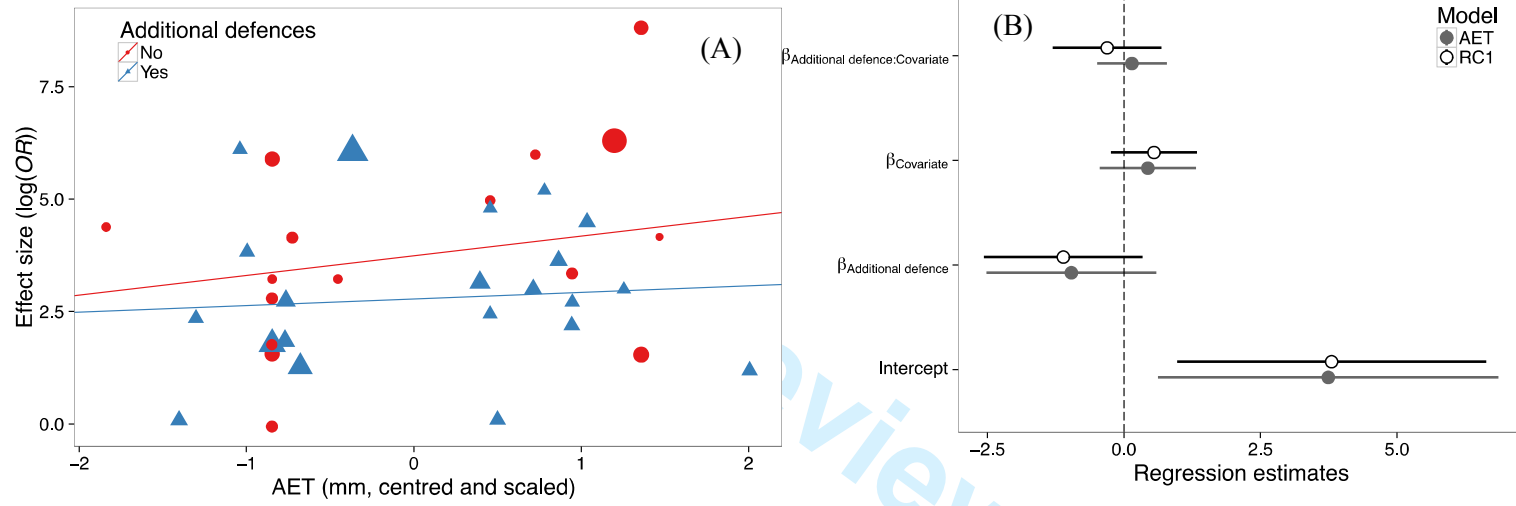 Additional defences
No
Yes
(A)
7.5
5.0
2.5
0.0
Effect size (log(OR))
−2
−1
0
1
2
AET (mm, centred and scaled)
(B)
Model
AET
RC1
βAdditional defence:Covariate
βCovariate
βAdditional defence
Intercept
−2.5
0.0
2.5
5.0
Regression estimates
eview